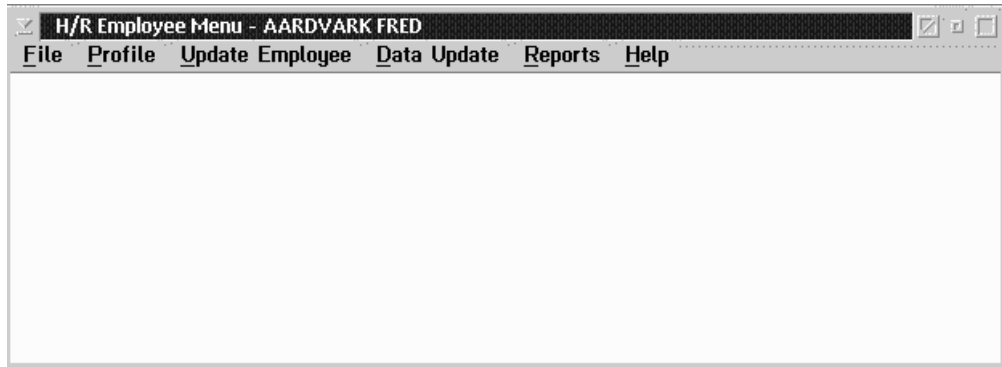 H/R Employee Menu - AARDVARK FRED
File Profile Update Employee Data Update Reports Help